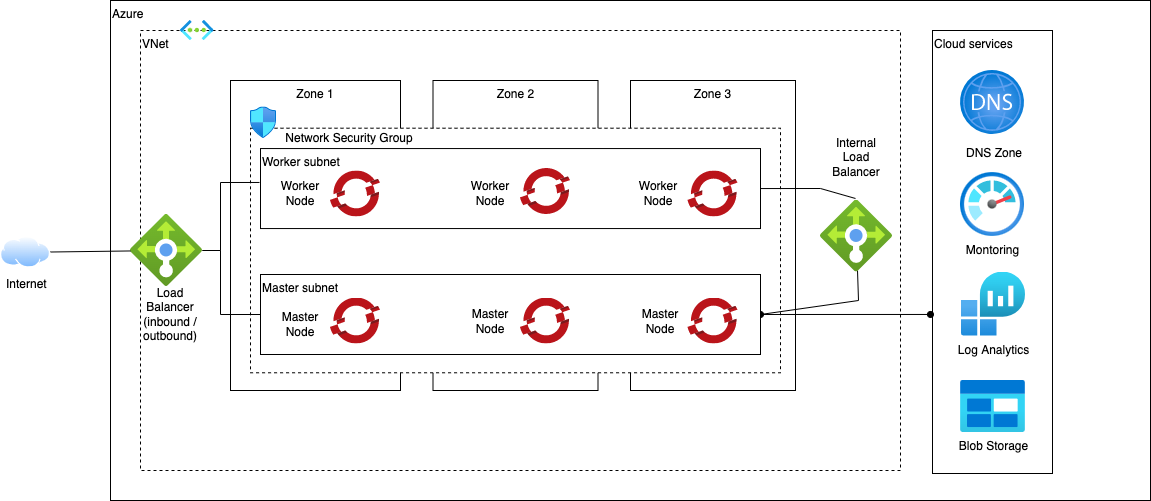 Azure
VNet
Cloud services
Zone 1
Zone 2
Zone 3
DNS
DNS Zone
Network Security Group
Internal
Load
Balancer
Worker subnet
Worker
Node
Worker
Node
Worker
Node
Montoring
Internet
Load
Balancer
(inbound /
outbound)
Master subnet
Master
Node
Master
Node
Master
Node
Log Analytics
Blob Storage